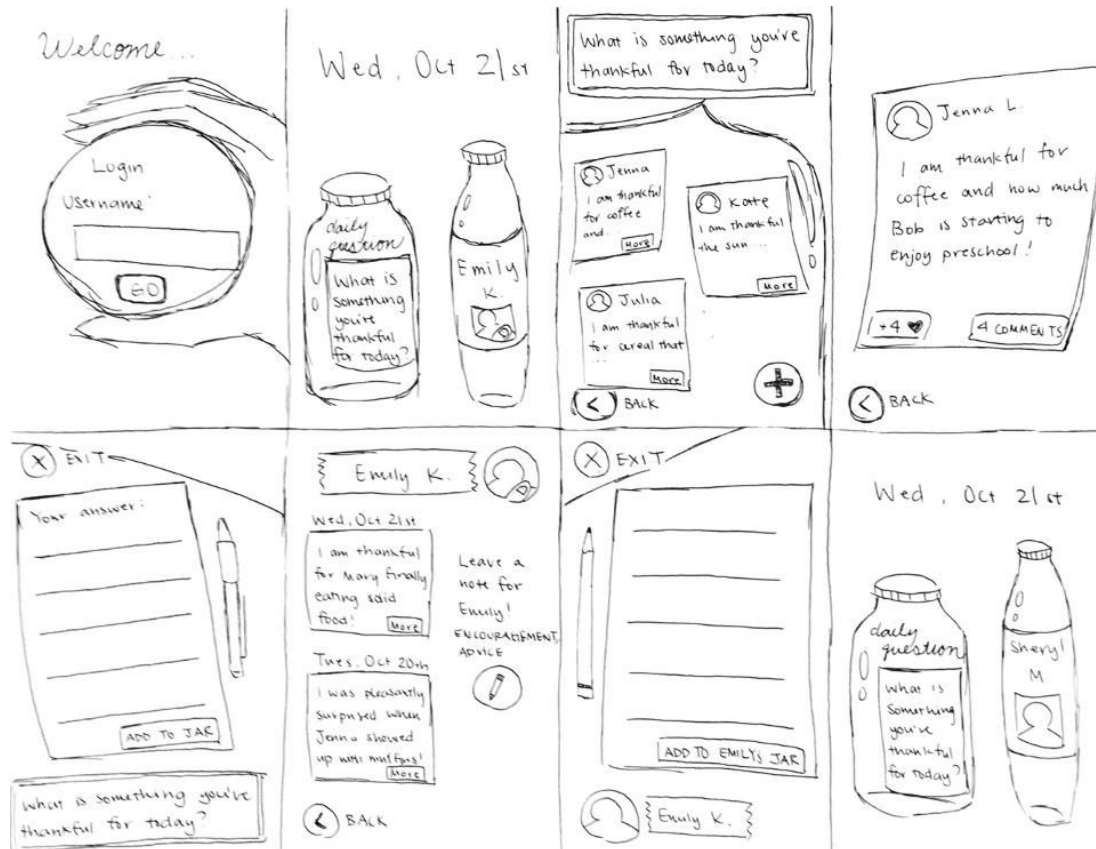 Welcome...
Login
Username:
GO
Wed, Oct 21st
daily
question
What is
something
you're
thankful
for today?
Emily
K.
What is something you've
thankful for today?
Jenna
I am thankful
for coffee
and...
More
Kate
I am thankful
the sun...
More
Julia
I am thankful
for cereal that
...
More
< BACK
+
Jenna L.
I am thankful for
coffee and how much
Bob is starting to
enjoy preschool!
+4 ♥
4 COMMENTS
< BACK
X EXIT
Your answer:
ADD TO JAR
What is something you've
thankful for today?
Emily K.
Wed, Oct 21st
I am thankful
for Mary finally
eating solid
food!
More
Tues, Oct 20th
I was pleasantly
surprised when
Jenna showed
up with muffins!
More
Leave a
note for
Emily!
ENCOURAGEMENT,
ADVICE
< BACK
X EXIT
ADD TO EMILY'S JAR
Emily K.
Wed, Oct 21st
daily
question
What is
something
you're
thankful
for today?
Sheryl
M